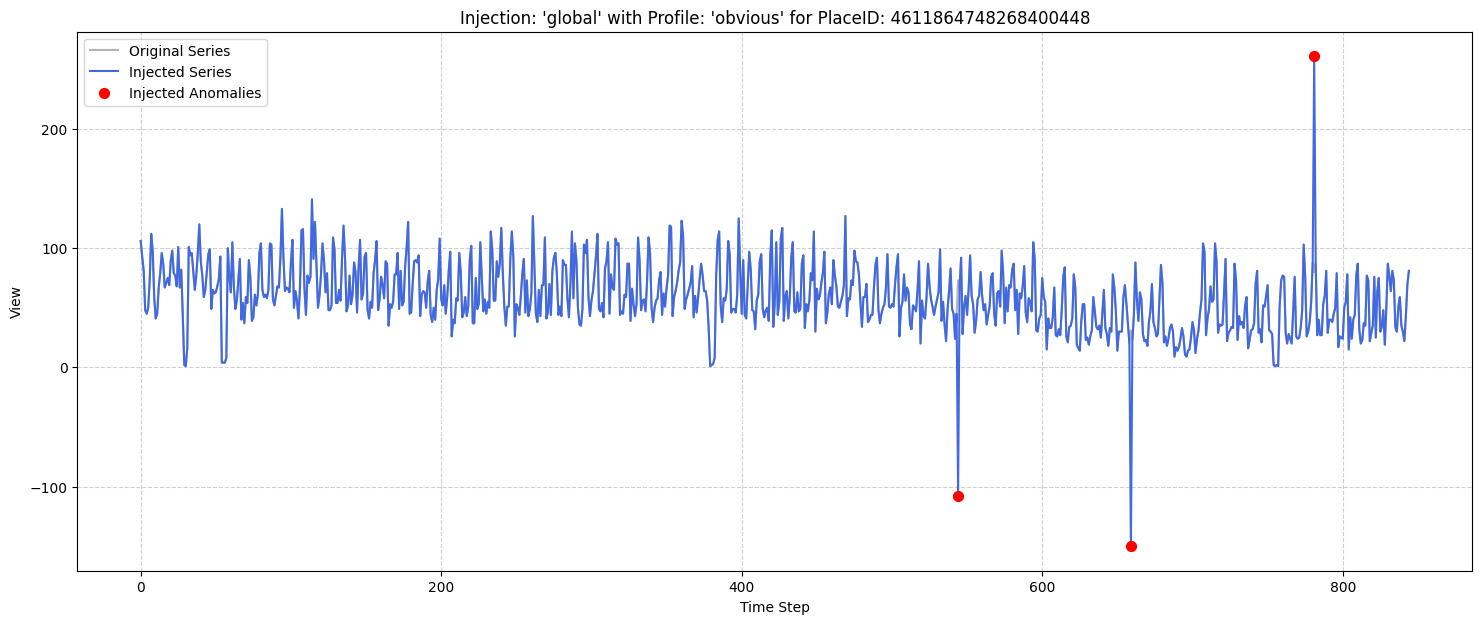 Injection: 'global' with Profile: 'obvious' for PlaceID: 4611864748268400448
Original Series
Injected Series
Injected Anomalies
View
200
100
0
−100
0
200
400
600
800
Time Step